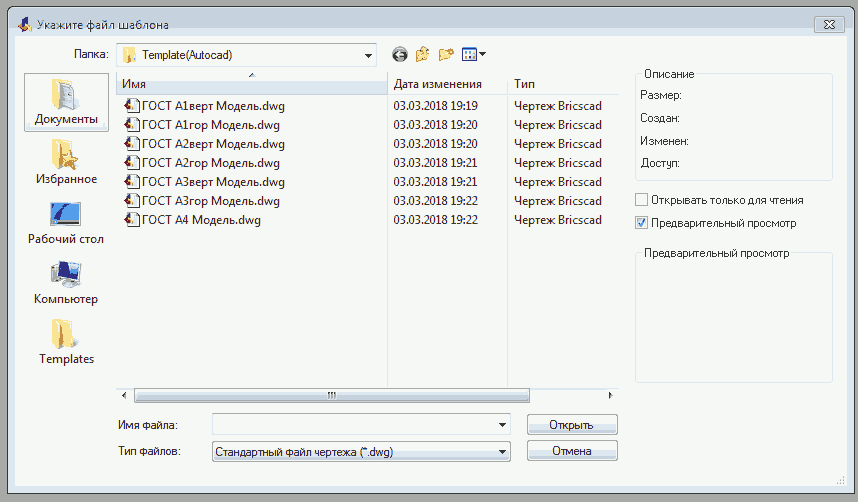 Укажите файл шаблона
Папка: Template(Autocad)
Имя Дата изменения Тип
ГОСТ А1верт Модель.dwg 03.03.2018 19:19 Чертеж Bricscad
ГОСТ А1гор Модель.dwg 03.03.2018 19:20 Чертеж Bricscad
ГОСТ А2верт Модель.dwg 03.03.2018 19:20 Чертеж Bricscad
ГОСТ А2гор Модель.dwg 03.03.2018 19:21 Чертеж Bricscad
ГОСТ А3верт Модель.dwg 03.03.2018 19:21 Чертеж Bricscad
ГОСТ А3гор Модель.dwg 03.03.2018 19:22 Чертеж Bricscad
ГОСТ А4 Модель.dwg 03.03.2018 19:22 Чертеж Bricscad
Документы
Избранное
Рабочий стол
Компьютер
Templates
Описание
Размер:
Создан:
Изменен:
Доступ:
Открывать только для чтения
Предварительный просмотр
Предварительный просмотр
Имя файла:
Открыть
Тип файлов: Стандартный файл чертежа (*.dwg)
Отмена